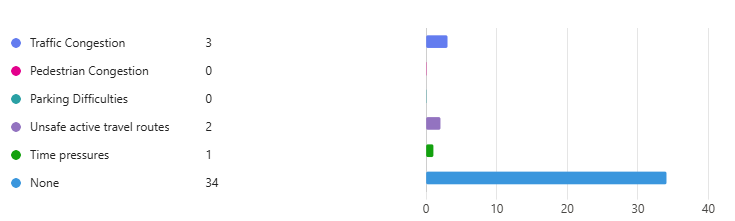 Traffic Congestion 3
Pedestrian Congestion 0
Parking Difficulties 0
Unsafe active travel routes 2
Time pressures 1
None 34
0 10 20 30 40